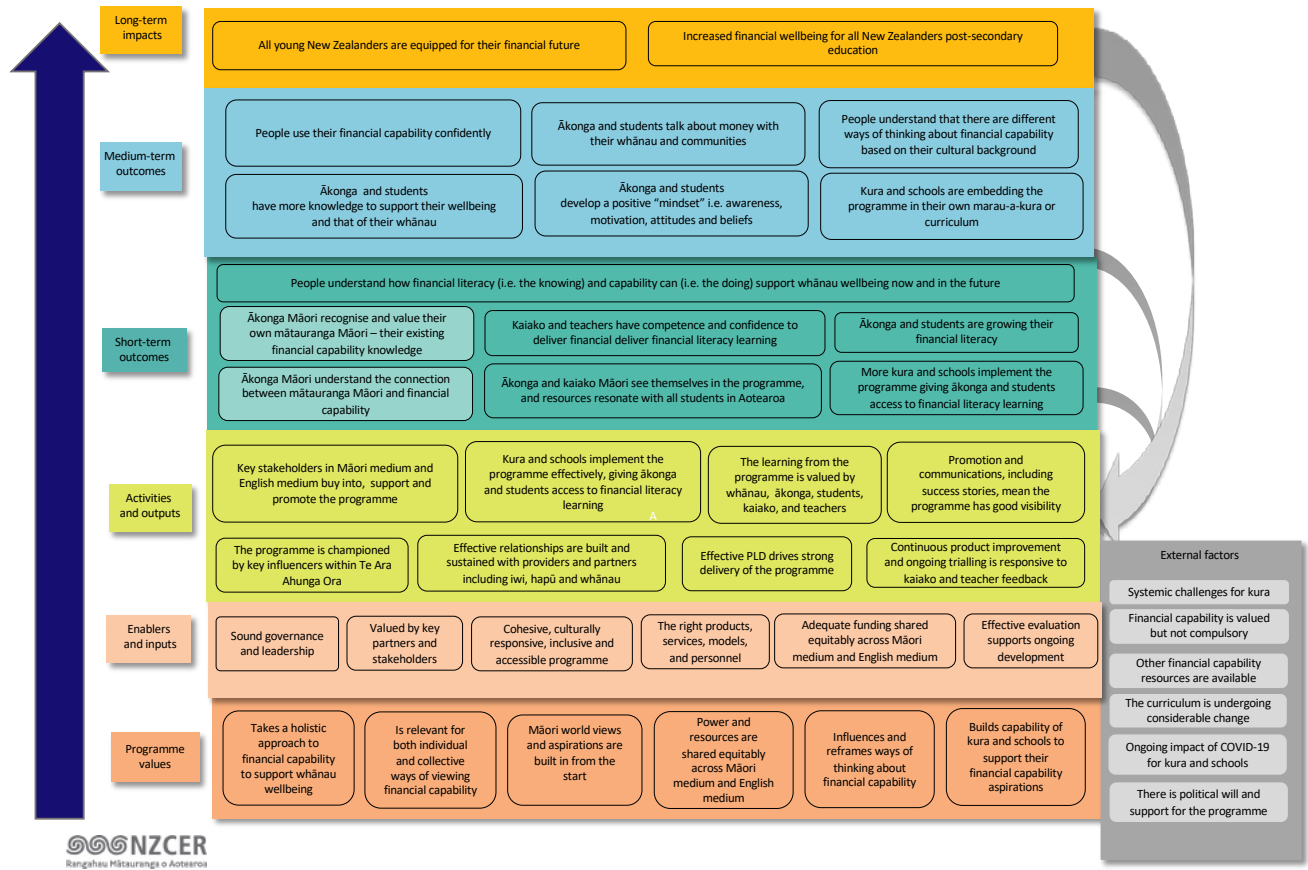 Long-term
impacts
All young New Zealanders are equipped for their financial future
Increased financial wellbeing for all New Zealanders post-secondary
education
Medium-term
outcomes
People use their financial capability confidently
Ākonga and students talk about money with
their whānau and communities
People understand that there are different
ways of thinking about financial capability
based on their cultural background
Ākonga and students
have more knowledge to support their wellbeing
and that of their whānau
Ākonga and students
develop a positive “mindset” i.e. awareness,
motivation, attitudes and beliefs
Kura and schools are embedding the
programme in their own marau-a-kura or
curriculum
Short-term
outcomes
People understand how financial literacy (i.e. the knowing) and capability can (i.e. the doing) support whānau wellbeing now and in the future
Ākonga Māori recognise and value their
own mātauranga Māori – their existing
financial capability knowledge
Kaiako and teachers have competence and confidence to
deliver financial deliver financial literacy learning
Ākonga and students are growing their
financial literacy
Ākonga Māori understand the connection
between mātauranga Māori and financial
capability
Ākonga and kaiako Māori see themselves in the programme,
and resources resonate with all students in Aotearoa
More kura and schools implement the
programme giving ākonga and students
access to financial literacy learning
Activities
and outputs
Key stakeholders in Māori medium and
English medium buy into, support and
promote the programme
Kura and schools implement the
programme effectively, giving ākonga
and students access to financial literacy
learning
A
The learning from the
programme is valued by
whānau, ākonga, students,
kaiako, and teachers
Promotion and
communications, including
success stories, mean the
programme has good visibility
The programme is championed
by key influencers within Te Ara
Ahunga Ora
Effective relationships are built and
sustained with providers and partners
including iwi, hapū and whānau
Effective PLD drives strong
delivery of the programme
Continuous product improvement
and ongoing trialling is responsive to
kaiako and teacher feedback
Enablers
and inputs
Sound governance
and leadership
Valued by key
partners and
stakeholders
Cohesive, culturally
responsive, inclusive and
accessible programme
The right products,
services, models,
and personnel
Adequate funding shared
equitably across Māori
medium and English medium
Effective evaluation
supports ongoing
development
Programme
values
Takes a holistic
approach to
financial capability
to support whānau
wellbeing
Is relevant for
both individual
and collective
ways of viewing
financial capability
Māori world views
and aspirations are
built in from the
start
Power and
resources are
shared equitably
across Māori
medium and English
medium
Influences and
reframes ways of
thinking about
financial capability
Builds capability of
kura and schools to
support their
financial capability
aspirations
External factors
Systemic challenges for kura
Financial capability is valued
but not compulsory
Other financial capability
resources are available
The curriculum is undergoing
considerable change
Ongoing impact of COVID-19
for kura and schools
There is political will and
support for the programme
NZCER
Rangahau Mātauranga o Aotearoa